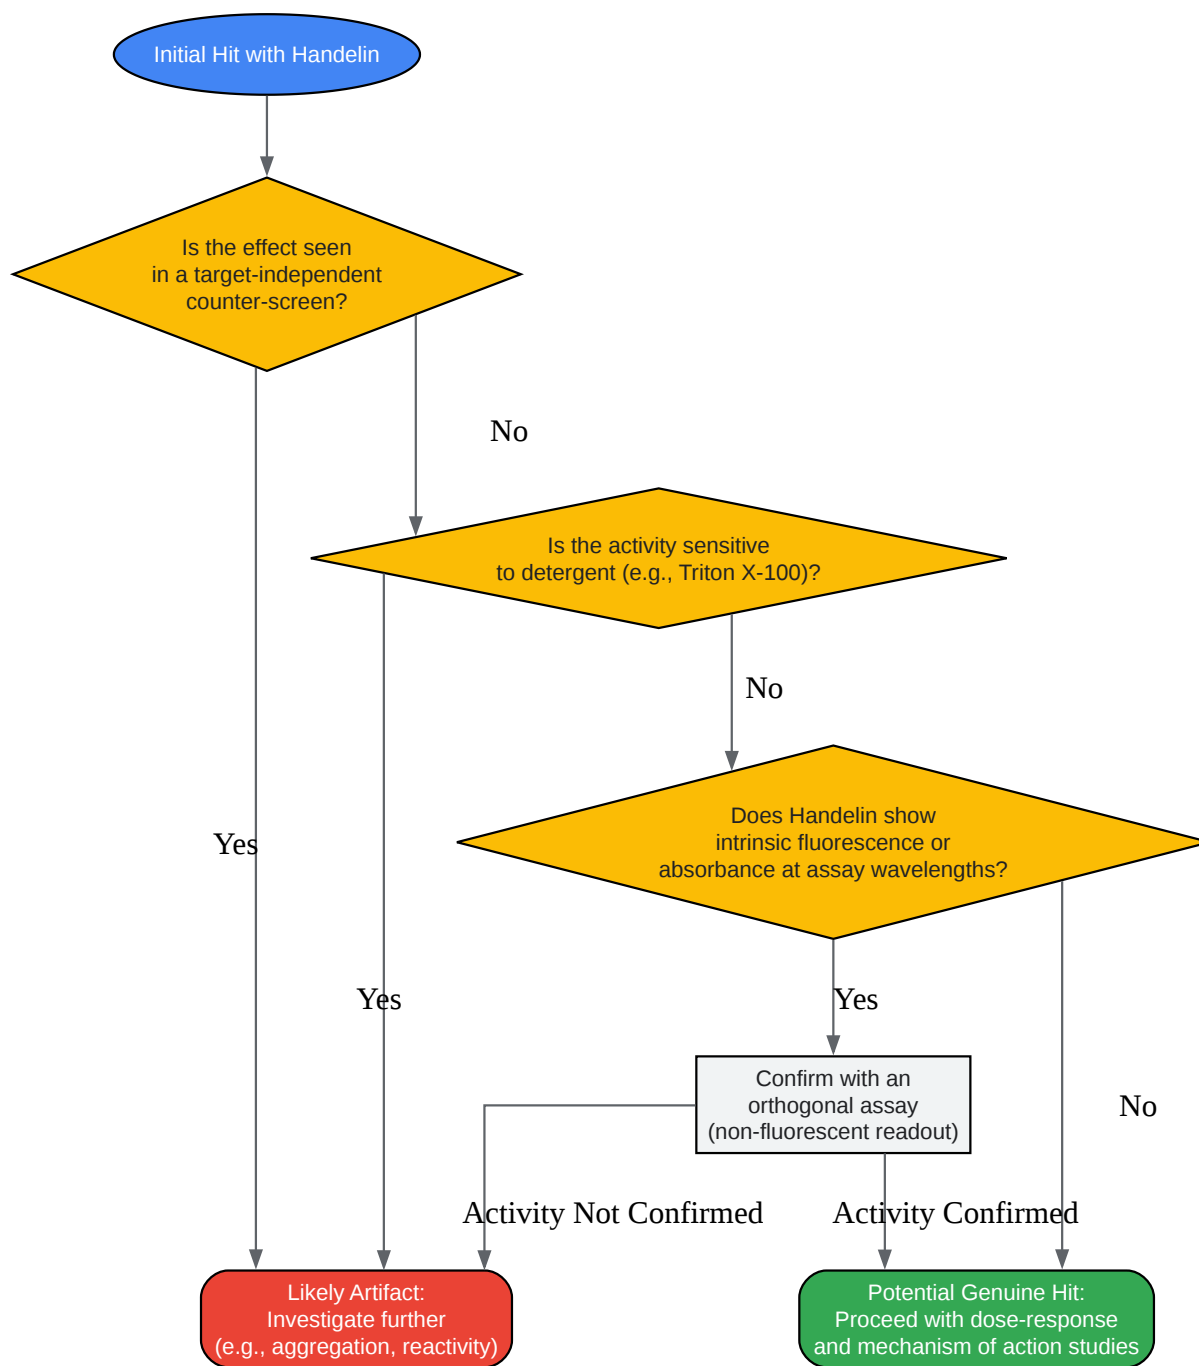 Initial Hit with Handelin
Is the effect seen
in a target-independent
counter-screen?
No
Is the activity sensitive
to detergent (e.g., Triton X-100)?
No
Does Handelin show
intrinsic fluorescence or
absorbance at assay wavelengths?
Yes
Yes
Yes
Confirm with an
orthogonal assay
(non-fluorescent readout)
No
Activity Not Confirmed
Activity Confirmed
Likely Artifact:
Investigate further
(e.g., aggregation, reactivity)
Potential Genuine Hit:
Proceed with dose-response
and mechanism of action studies